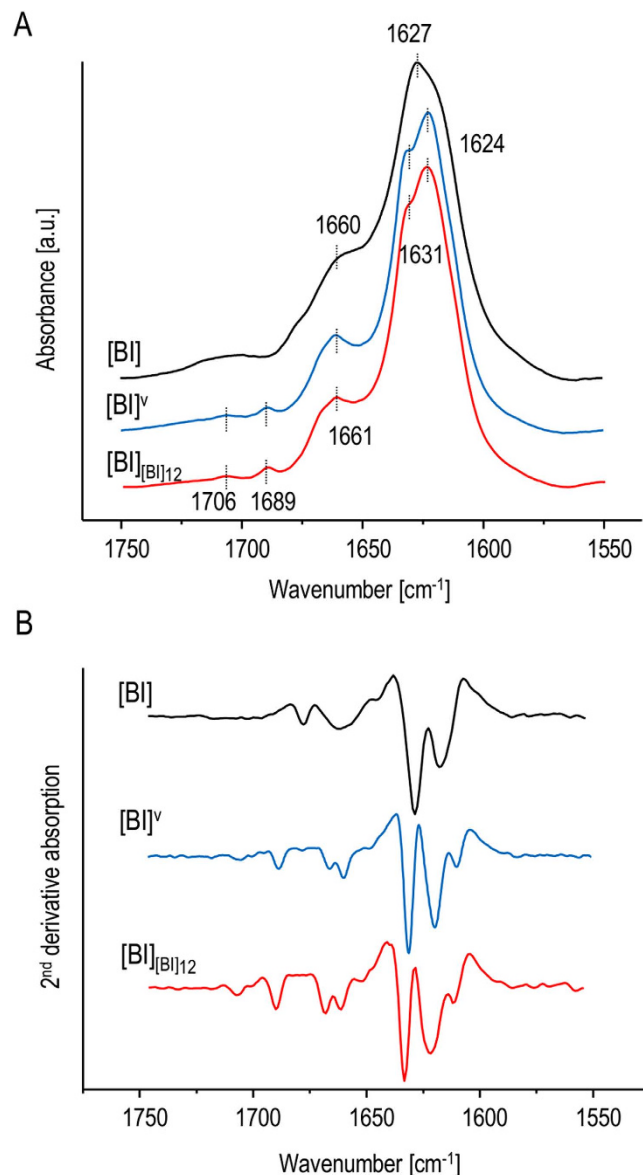 A
1627
1624
1660
1631
[BI]
[BI]ᵛ
1661
[BI][BI]12
1706
1689
Absorbance [a.u.]
1750
1700
1650
1600
1550
Wavenumber [cm⁻¹]
B
[BI]
[BI]ᵛ
[BI][BI]12
2ⁿᵈ derivative absorption
1750
1700
1650
1600
1550
Wavenumber [cm⁻¹]